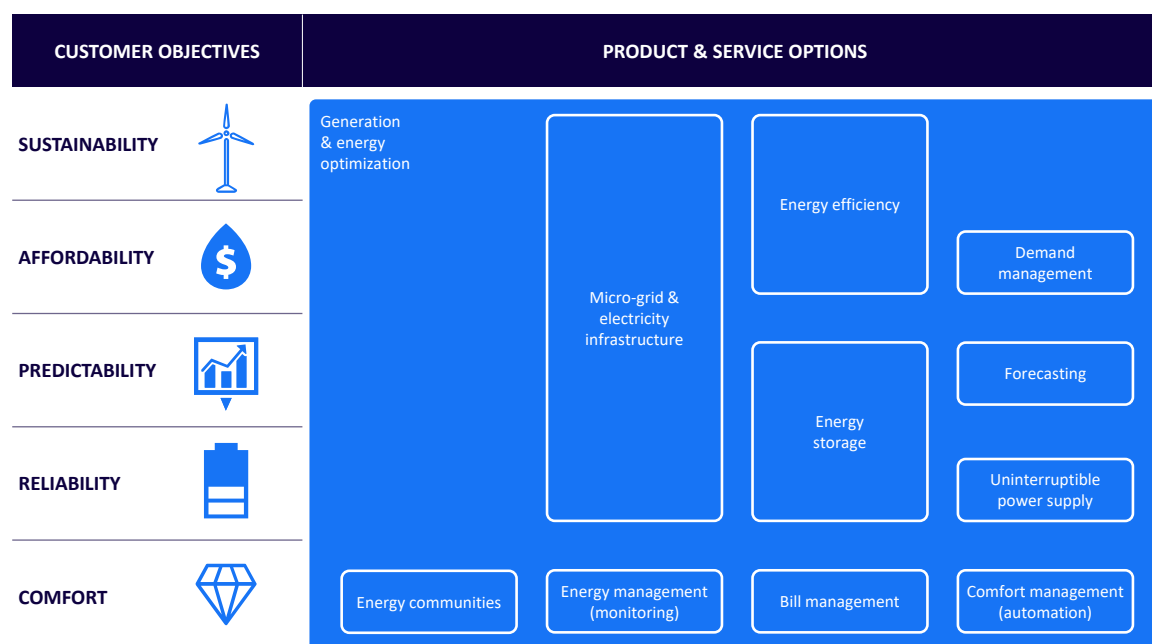 CUSTOMER OBJECTIVES
PRODUCT & SERVICE OPTIONS
SUSTAINABILITY
AFFORDABILITY
$
PREDICTABILITY
RELIABILITY
COMFORT
Generation
& energy
optimization
Micro-grid &
electricity
infrastructure
Energy efficiency
Demand
management
Energy
storage
Forecasting
Uninterruptible
power supply
Energy communities
Energy management
(monitoring)
Bill management
Comfort management
(automation)